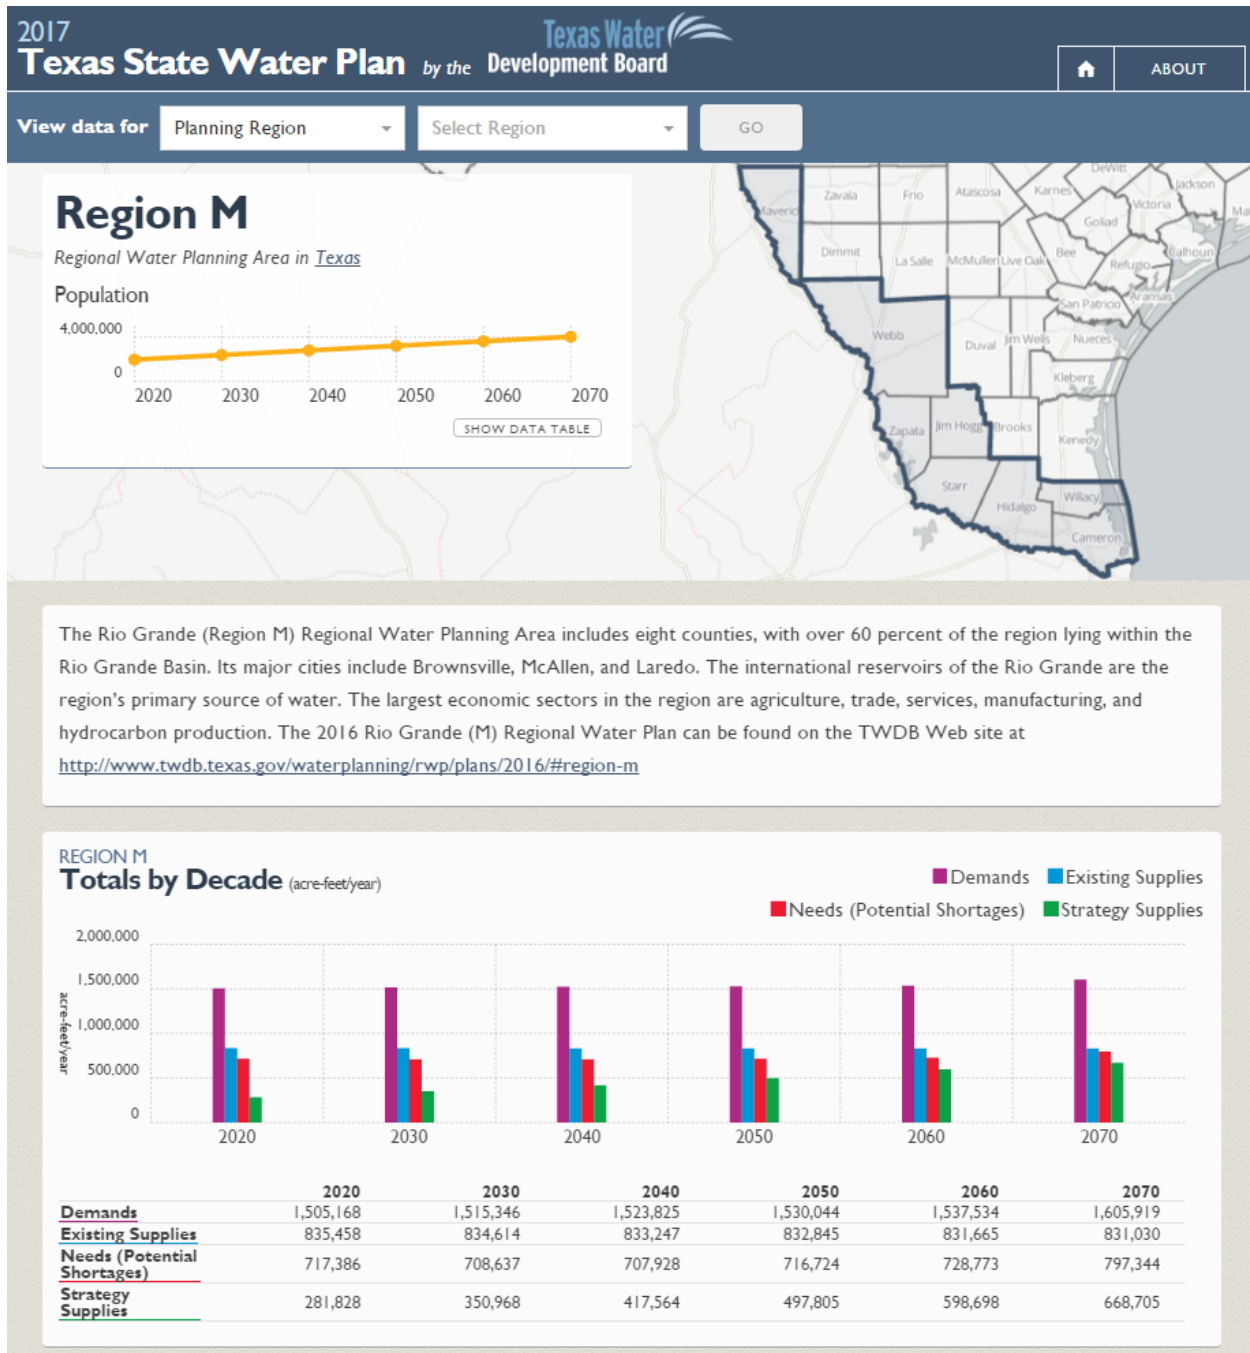 2017
Texas State Water Plan by the Texas Water Development Board
ABOUT
View data for Planning Region Select Region GO
Region M
Regional Water Planning Area in Texas
Population
4,000,000
0
2020 2030 2040 2050 2060 2070
SHOW DATA TABLE
DeWitt
Jackson
Maveric
Zavala
Frio
Atascosa
Karnes
Victoria
Ma
Goliad
Dimmit
La Salle
McMullen
Live Oak
Bee
Refugio
Calhoun
San Patricio
Aransas
Webb
Duval
Jim Wells
Nueces
Kleberg
Zapata
Jim Hogg
Brooks
Kenedy
Starr
Hidalgo
Willacy
Cameron
The Rio Grande (Region M) Regional Water Planning Area includes eight counties, with over 60 percent of the region lying within the
Rio Grande Basin. Its major cities include Brownsville, McAllen, and Laredo. The international reservoirs of the Rio Grande are the
region's primary source of water. The largest economic sectors in the region are agriculture, trade, services, manufacturing, and
hydrocarbon production. The 2016 Rio Grande (M) Regional Water Plan can be found on the TWDB Web site at
http://www.twdb.texas.gov/waterplanning/rwp/plans/2016/#region-m
REGION M
Totals by Decade (acre-feet/year)
Demands Existing Supplies
Needs (Potential Shortages) Strategy Supplies
2,000,000
1,500,000
1,000,000
500,000
0
acre-feet/year
2020 2030 2040 2050 2060 2070
2020 2030 2040 2050 2060 2070
Demands 1,505,168 1,515,346 1,523,825 1,530,044 1,537,534 1,605,919
Existing Supplies 835,458 834,614 833,247 832,845 831,665 831,030
Needs (Potential
Shortages) 717,386 708,637 707,928 716,724 728,773 797,344
Strategy
Supplies 281,828 350,968 417,564 497,805 598,698 668,705